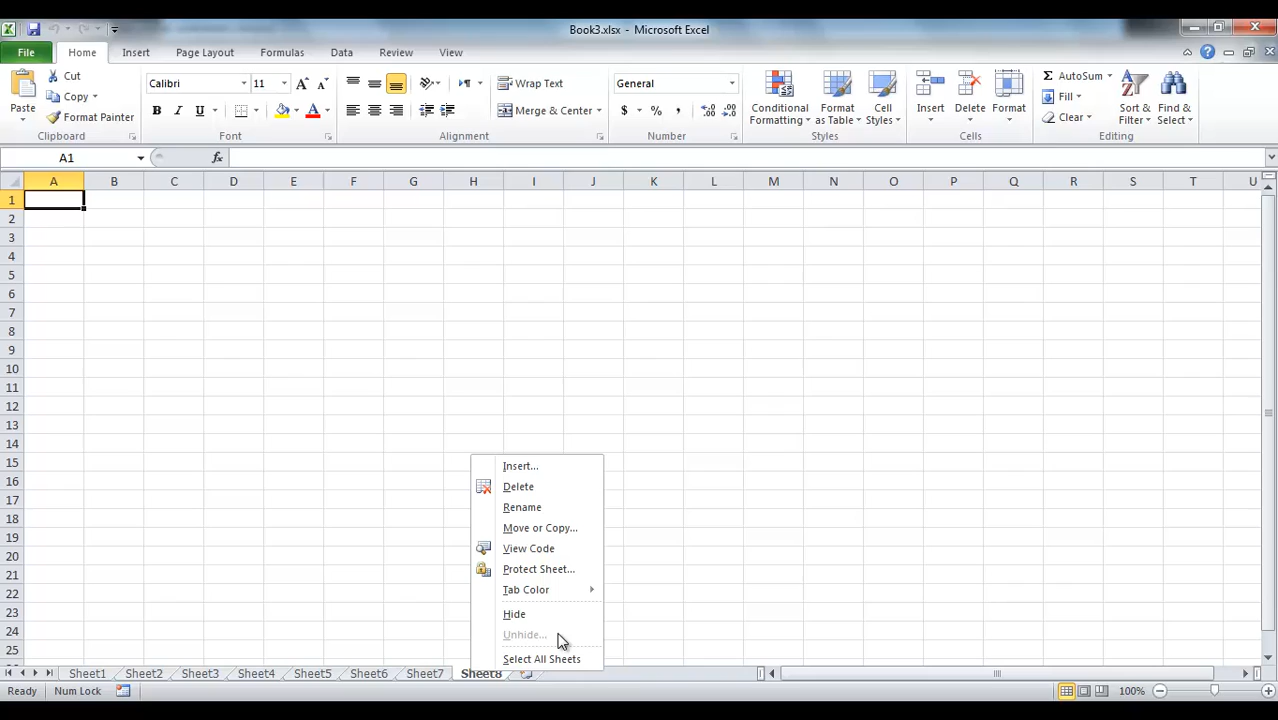 Book3.xlsx - Microsoft Excel
File Home Insert Page Layout Formulas Data Review View
Paste
Cut
Copy
Format Painter
Clipboard
Calibri 11
B I U A
Font
Wrap Text
Merge & Center
Alignment
General
$ % ,
Number
Conditional Formatting
Format as Table
Cell Styles
Styles
Insert
Delete
Format
Cells
Σ AutoSum
Fill
Clear
Sort & Filter
Find & Select
Editing
A1 fx
A B C D E F G H I J K L M N O P Q R S T U
1
2
3
4
5
6
7
8
9
10
11
12
13
14
15
16
17
18
19
20
21
22
23
24
25
Insert...
Delete
Rename
Move or Copy...
View Code
Protect Sheet...
Tab Color
Hide
Unhide...
Select All Sheets
Sheet1 Sheet2 Sheet3 Sheet4 Sheet5 Sheet6 Sheet7 Sheet8
Ready Num Lock 100%